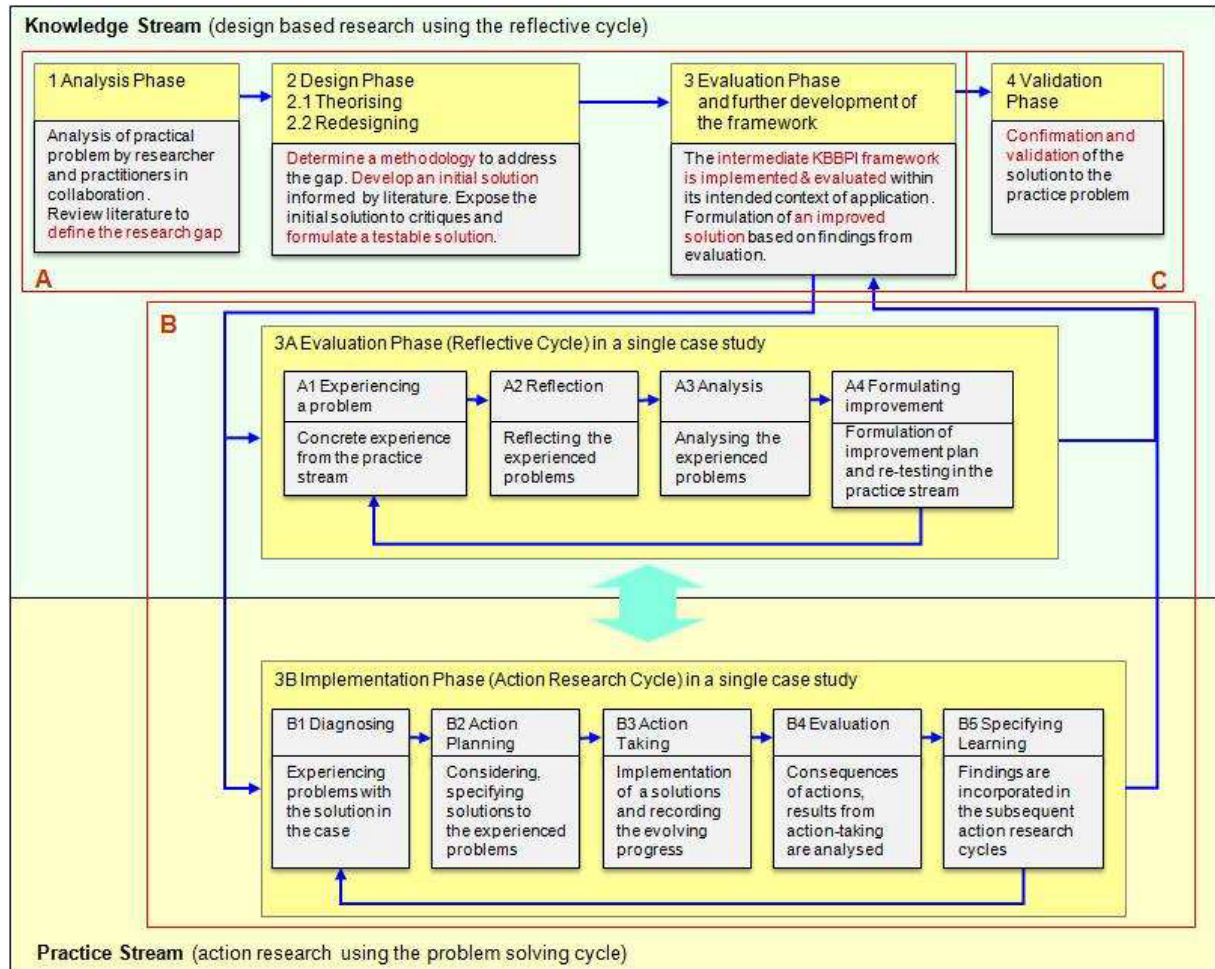 Knowledge Stream (design based research using the reflective cycle)
1 Analysis Phase
Analysis of practical
problem by researcher
and practitioners in
collaboration.
Review literature to
define the research gap
2 Design Phase
2.1 Theorising
2.2 Redesigning
Determine a methodology to address
the gap. Develop an initial solution
informed by literature. Expose the
initial solution to critiques and
formulate a testable solution.
3 Evaluation Phase
and further development of
the framework
The intermediate KBBPI framework
is implemented & evaluated within
its intended context of application.
Formulation of an improved
solution based on findings from
evaluation.
4 Validation
Phase
Confirmation and
validation of the
solution to the
practice problem
A
C
B
3A Evaluation Phase (Reflective Cycle) in a single case study
A1 Experiencing
a problem
Concrete experience
from the practice
stream
A2 Reflection
Reflecting the
experienced
problems
A3 Analysis
Analysing the
experienced
problems
A4 Formulating
improvement
Formulation of
improvement plan
and re-testing in the
practice stream
3B Implementation Phase (Action Research Cycle) in a single case study
B1 Diagnosing
Experiencing
problems with
the solution in
the case
B2 Action
Planning
Considering,
specifying
solutions to
the experienced
problems
B3 Action
Taking
Implementation
of a solutions
and recording
the evolving
progress
B4 Evaluation
Consequences
of actions,
results from
action-taking
are analysed
B5 Specifying
Learning
Findings are
incorporated in
the subsequent
action research
cycles
Practice Stream (action research using the problem solving cycle)